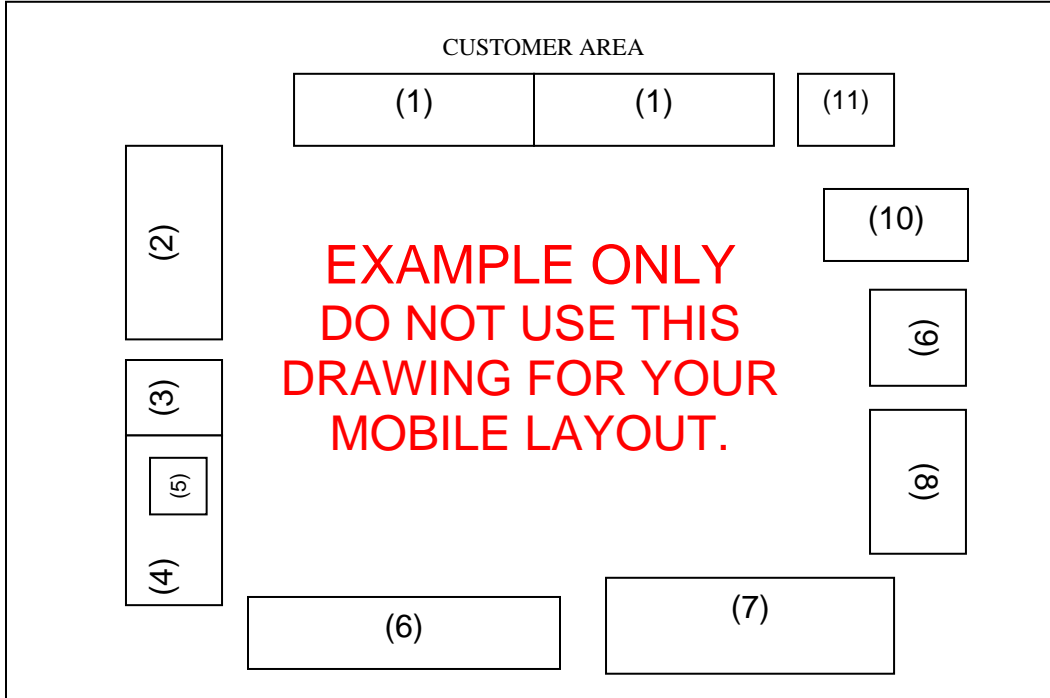 CUSTOMER AREA
(1) (1) (11)
(2)
(10)
EXAMPLE ONLY
DO NOT USE THIS
DRAWING FOR YOUR
MOBILE LAYOUT.
(9)
(3)
(8)
(5)
(4)
(6)
(7)